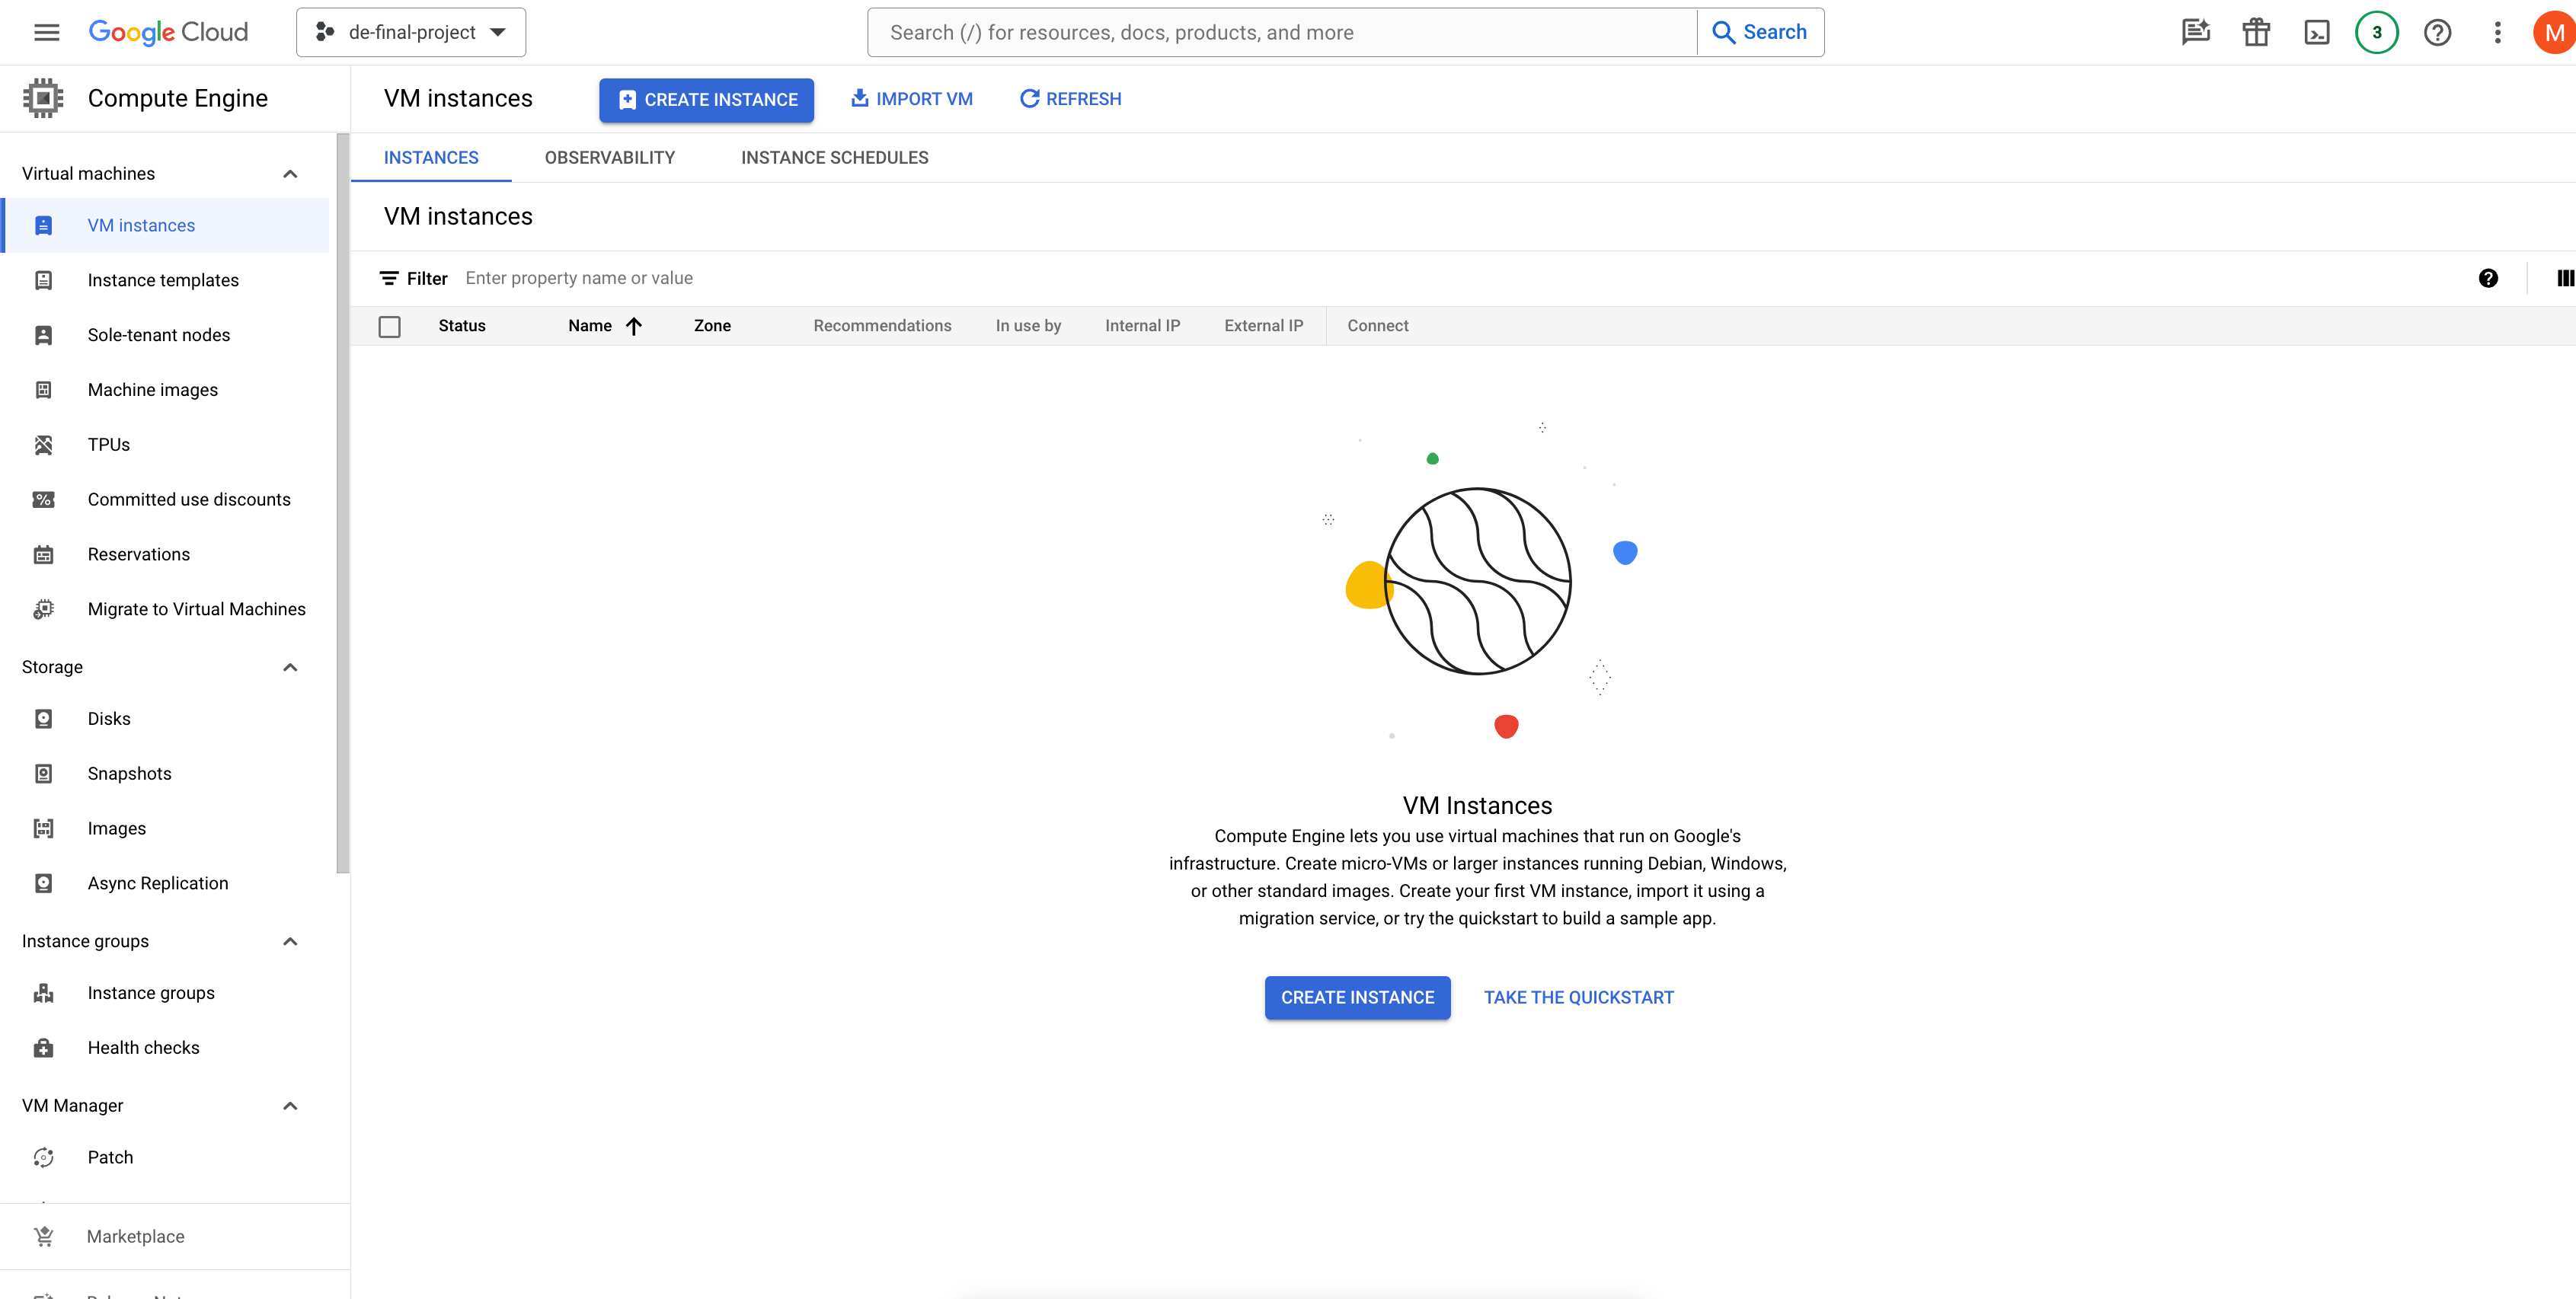 Google Cloud
de-final-project
Search (/) for resources, docs, products, and more
Search
3
M
Compute Engine
VM instances
CREATE INSTANCE
IMPORT VM
REFRESH
INSTANCES
OBSERVABILITY
INSTANCE SCHEDULES
Virtual machines
VM instances
Instance templates
Sole-tenant nodes
Machine images
TPUs
Committed use discounts
Reservations
Migrate to Virtual Machines
Storage
Disks
Snapshots
Images
Async Replication
Instance groups
Instance groups
Health checks
VM Manager
Patch
Marketplace
VM instances
Filter Enter property name or value
Status Name Zone Recommendations In use by Internal IP External IP Connect
VM Instances
Compute Engine lets you use virtual machines that run on Google's
infrastructure. Create micro-VMs or larger instances running Debian, Windows,
or other standard images. Create your first VM instance, import it using a
migration service, or try the quickstart to build a sample app.
CREATE INSTANCE
TAKE THE QUICKSTART